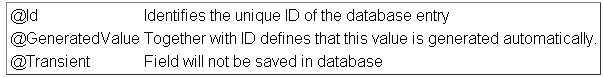 @Id Identifies the unique ID of the database entry
@GeneratedValue Together with ID defines that this value is generated automatically.
@Transient Field will not be saved in database